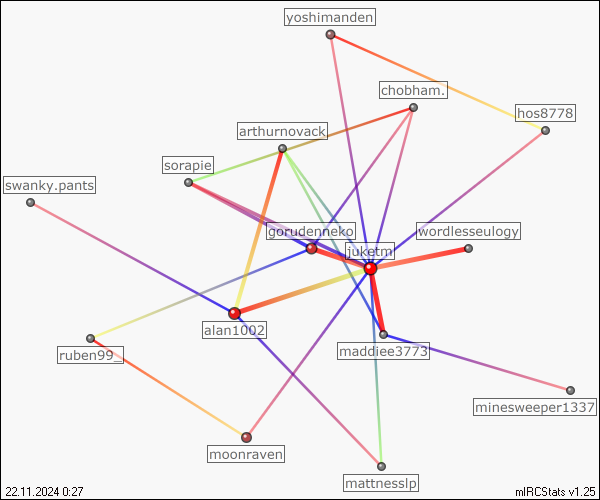 yoshimanden
chobham.
hos8778
arthurnovack
sorapie
swanky.pants
gorudenneko
wordlesseulogy
juketm
alan1002
maddiee3773
ruben99_
minesweeper1337
moonraven
mattnesslp
22.11.2024 0:27
mIRCStats v1.25